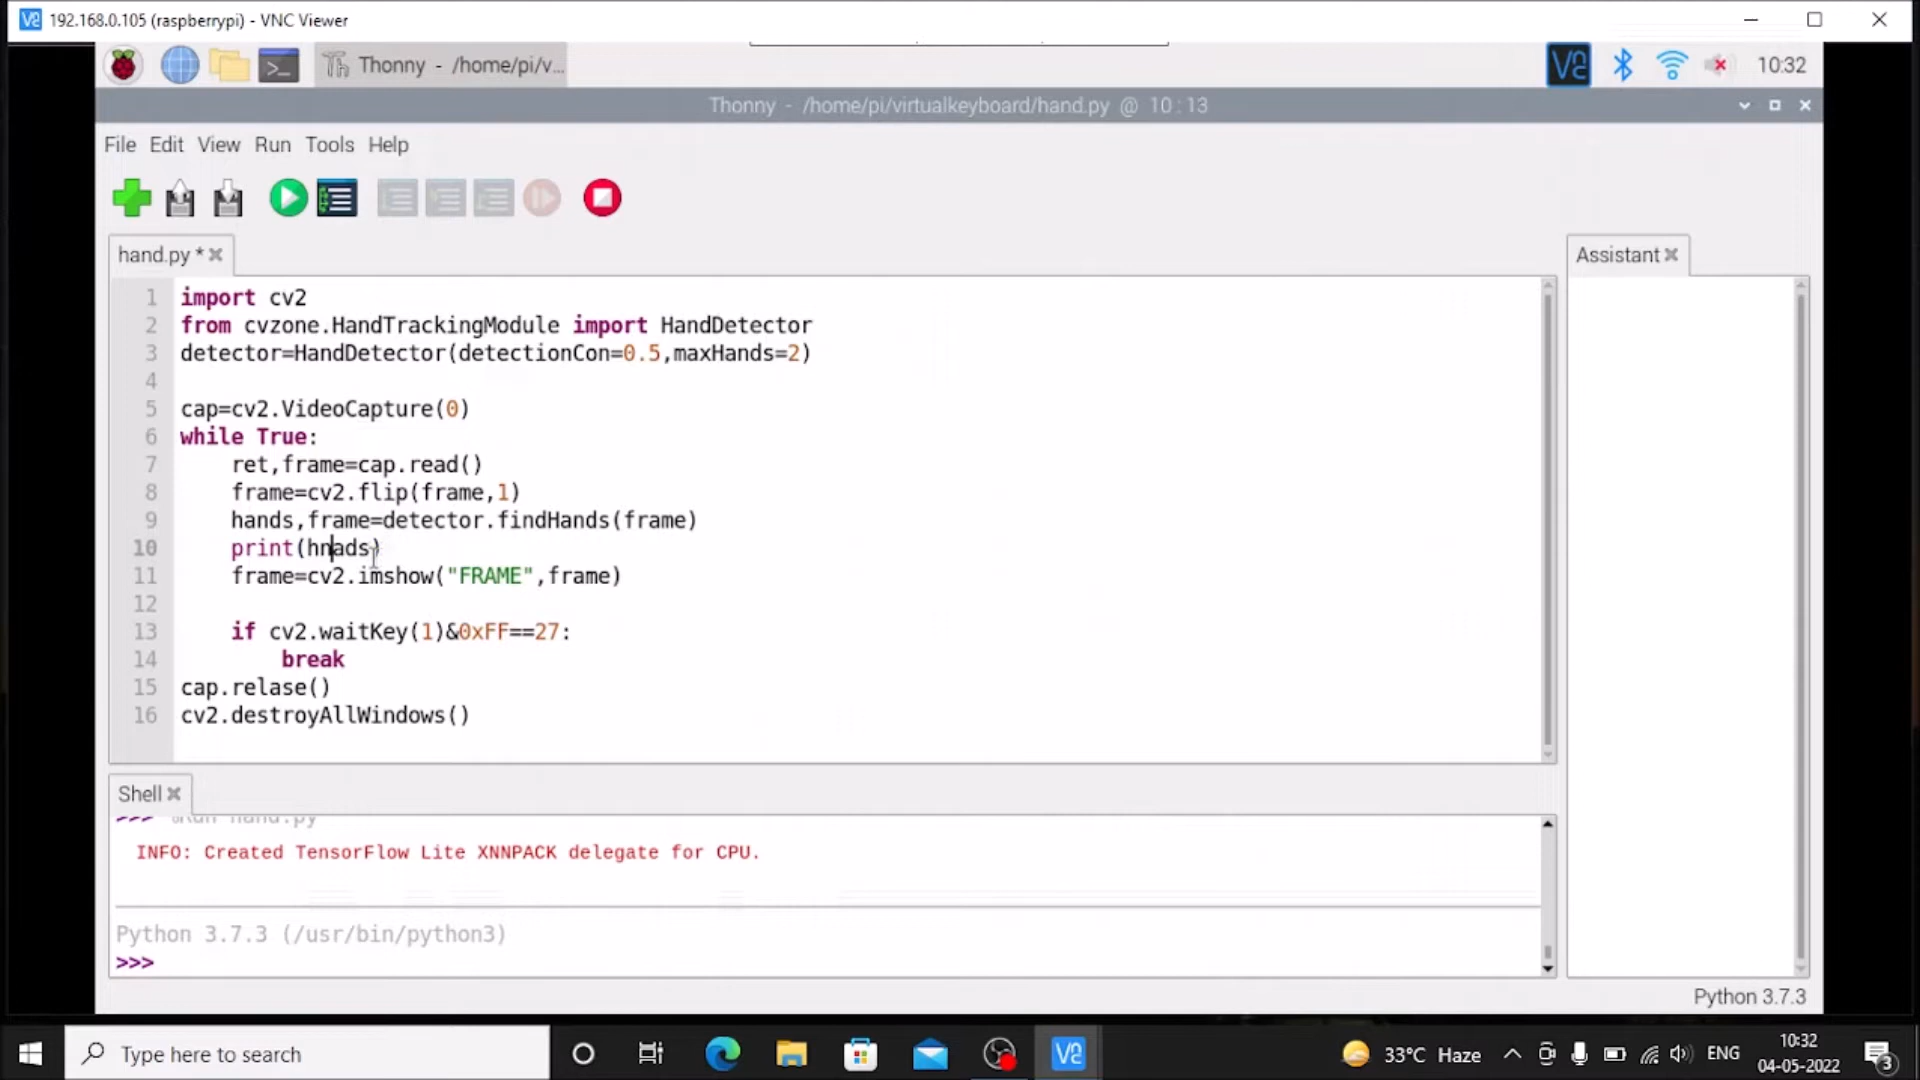 192.168.0.105 (raspberrypi) - VNC Viewer
Thonny - /home/pi/v...
10:32
Thonny - /home/pi/virtualkeyboard/hand.py @ 10:13
File Edit View Run Tools Help
hand.py *
Assistant
1 import cv2
2 from cvzone.HandTrackingModule import HandDetector
3 detector=HandDetector(detectionCon=0.5,maxHands=2)
4
5 cap=cv2.VideoCapture(0)
6 while True:
7 ret,frame=cap.read()
8 frame=cv2.flip(frame,1)
9 hands,frame=detector.findHands(frame)
10 print(hnads)
11 frame=cv2.imshow("FRAME",frame)
12
13 if cv2.waitKey(1)&0xFF==27:
14 break
15 cap.relase()
16 cv2.destroyAllWindows()
Shell
>>> %Run hand.py
INFO: Created TensorFlow Lite XNNPACK delegate for CPU.
Python 3.7.3 (/usr/bin/python3)
>>>
Python 3.7.3
Type here to search
33°C Haze
ENG
10:32
04-05-2022
3